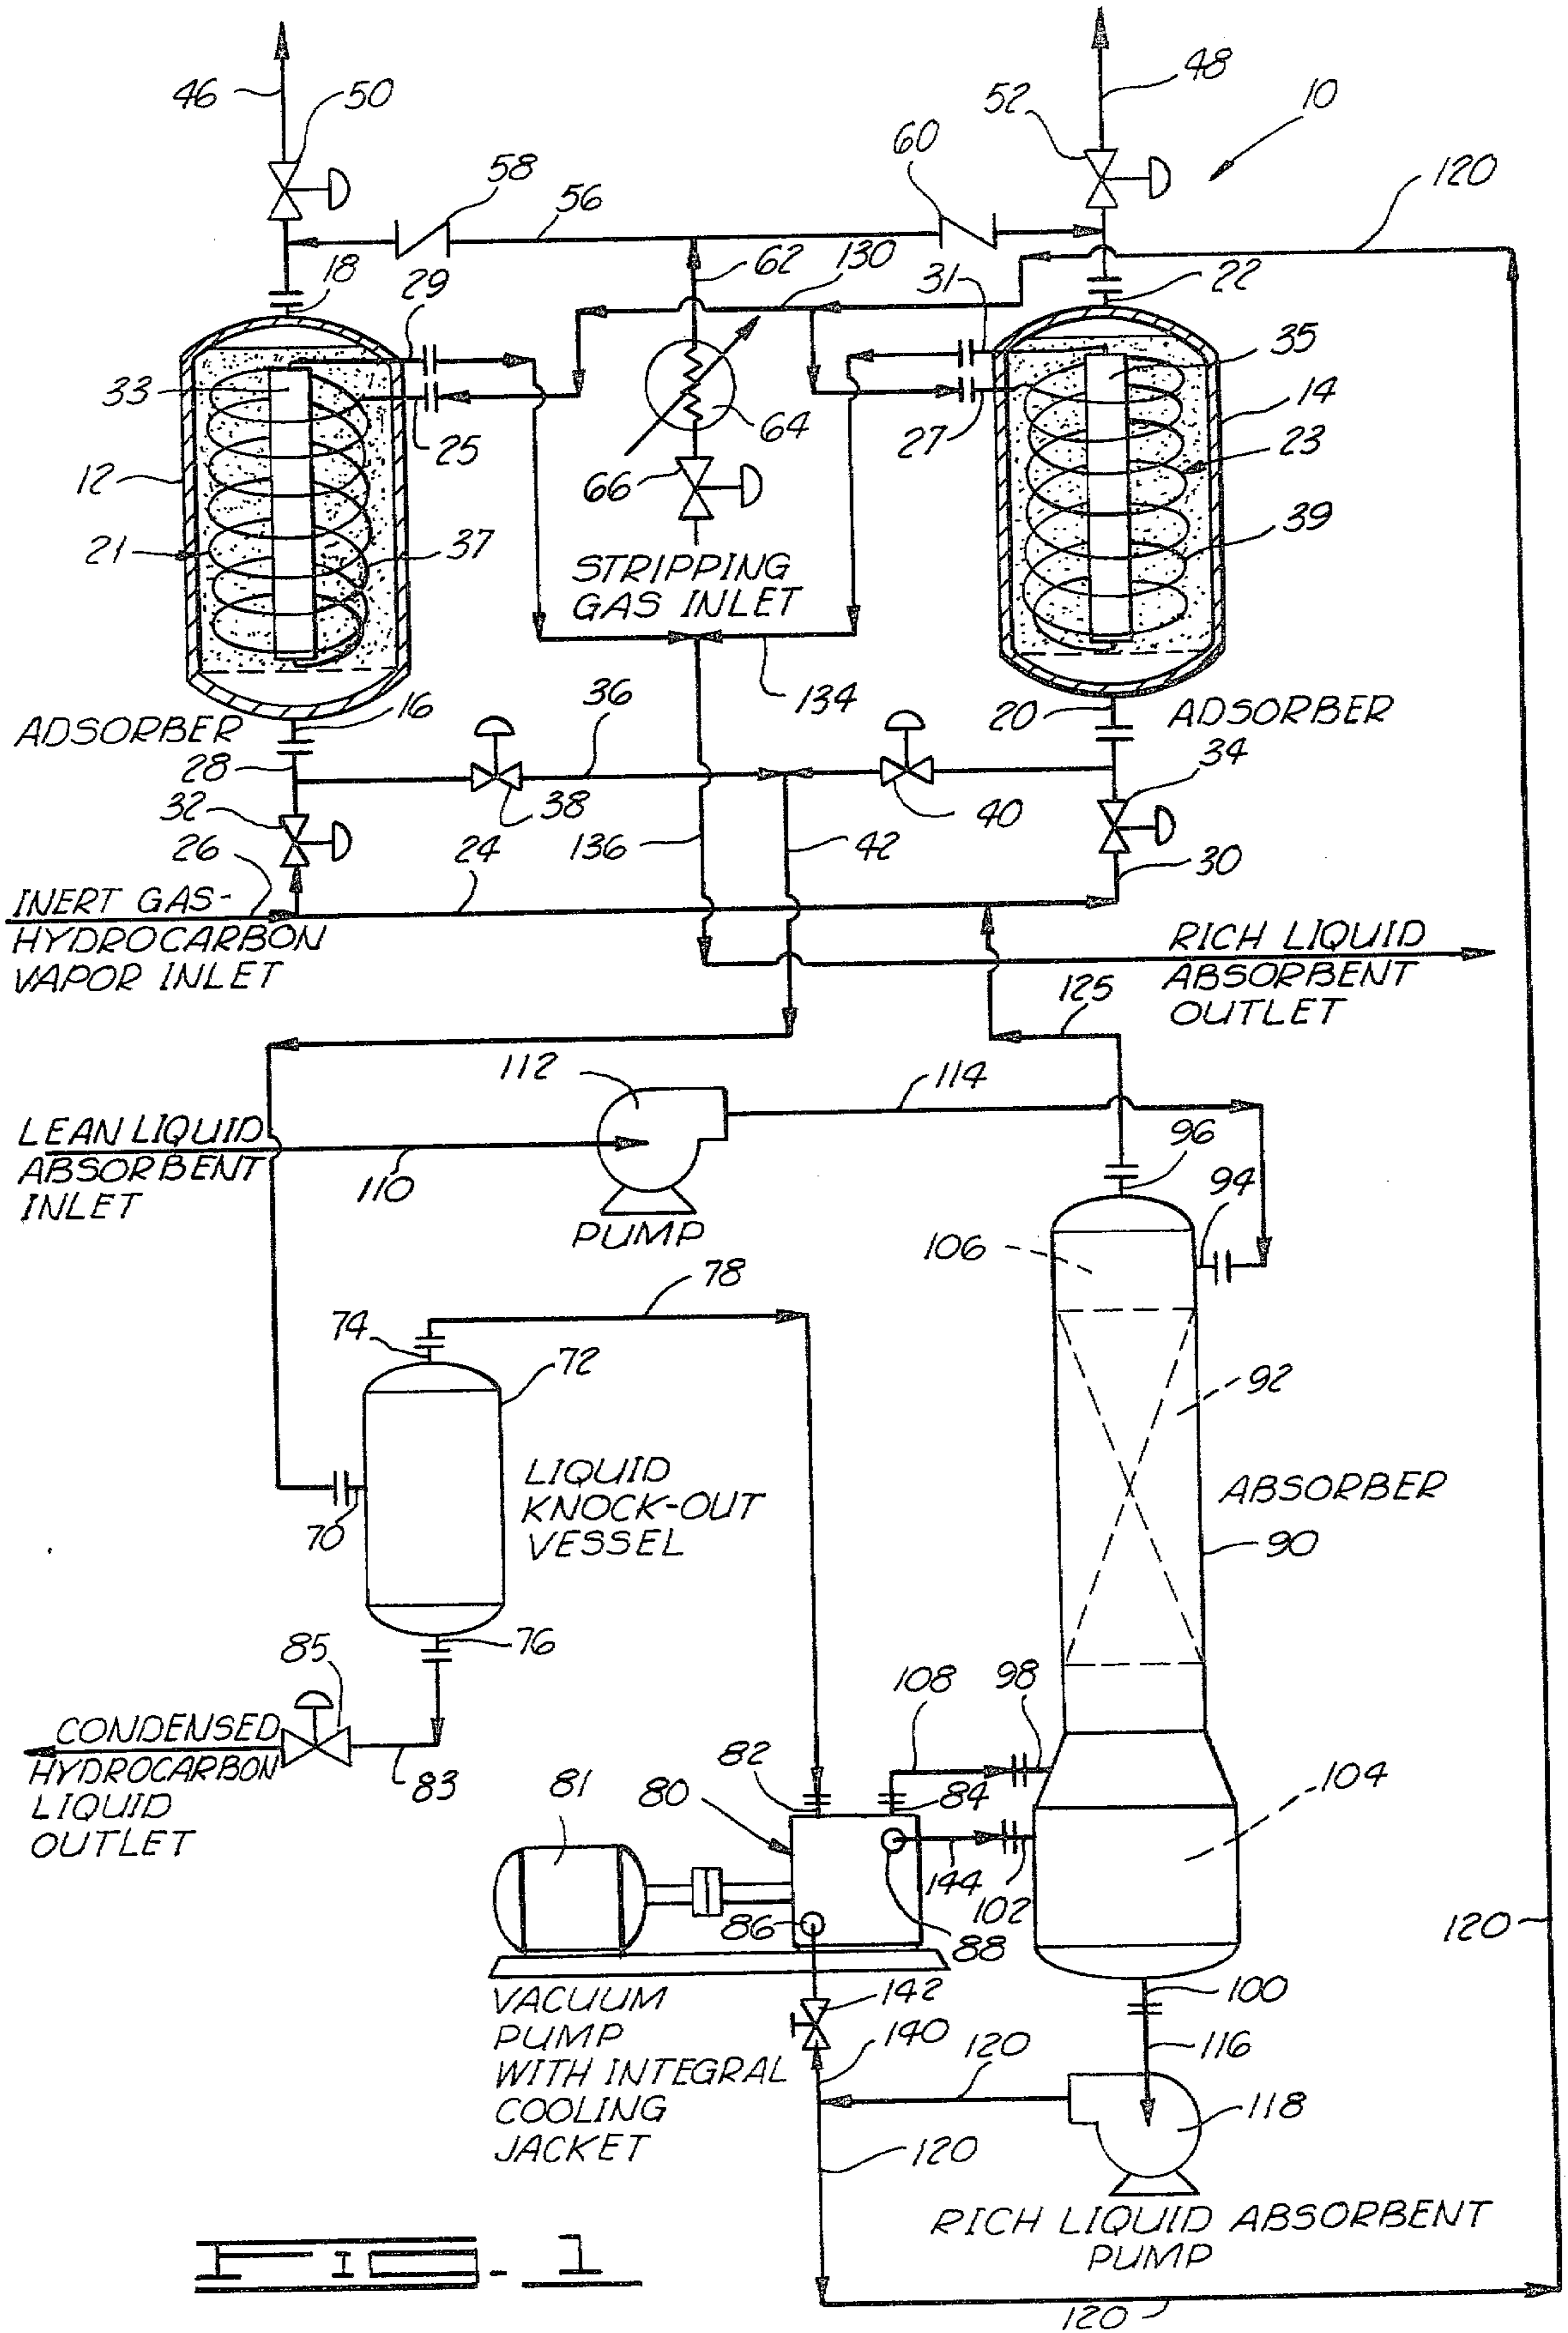 46
50
48
52
10
58
56
60
120
62
130
18
29
31
22
33
35
64
14
25
27
12
66
23
21
37
39
STRIPPING
GAS INLET
16
36
134
20
ADSORBER
ADSORBER
28
34
32
38
40
26
24
136
42
30
INERT GAS-
HYDROCARBON
VAPOR INLET
RICH LIQUID
ABSORBENT
OUTLET
125
112
114
LEAN LIQUID
ABSORBENT
INLET
110
96
94
PUMP
106
78
74
72
92
LIQUID
KNOCK-OUT
VESSEL
ABSORBER
70
90
76
85
108
98
CONDENSED
HYDROCARBON
LIQUID
OUTLET
83
82
81
80
84
104
144
102
86
88
120
VACUUM
PUMP
WITH INTEGRAL
COOLING
JACKET
142
100
140
120
116
118
120
RICH LIQUID ABSORBENT
PUMP
FIG-1
120